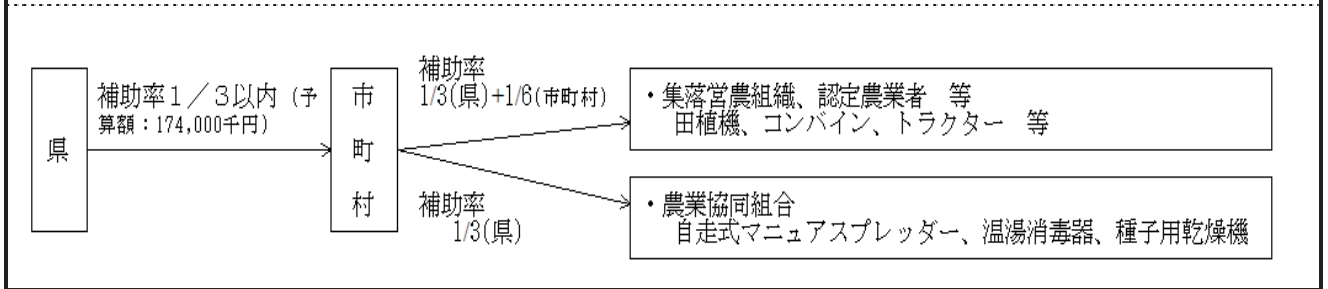 県
補助率1／3以内（予
算額：174,000千円）
市
町
村
補助率
1/3(県)+1/6(市町村)
・集落営農組織、認定農業者　等
田植機、コンバイン、トラクター　等
補助率
1/3(県)
・農業協同組合
自走式マニュアスプレッダー、温湯消毒器、種子用乾燥機